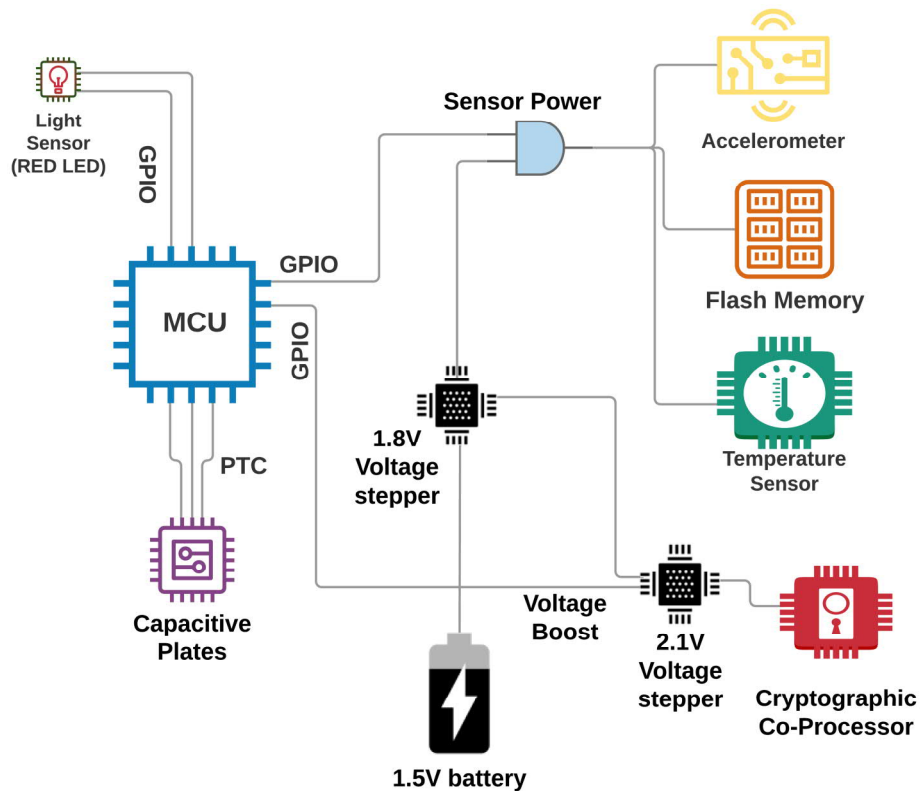 Light
Sensor
(RED LED)
GPIO
Sensor Power
Accelerometer
GPIO
MCU
GPIO
Flash Memory
1.8V
Voltage
stepper
Temperature
Sensor
PTC
Capacitive
Plates
Voltage
Boost
2.1V
Voltage
stepper
Cryptographic
Co-Processor
1.5V battery